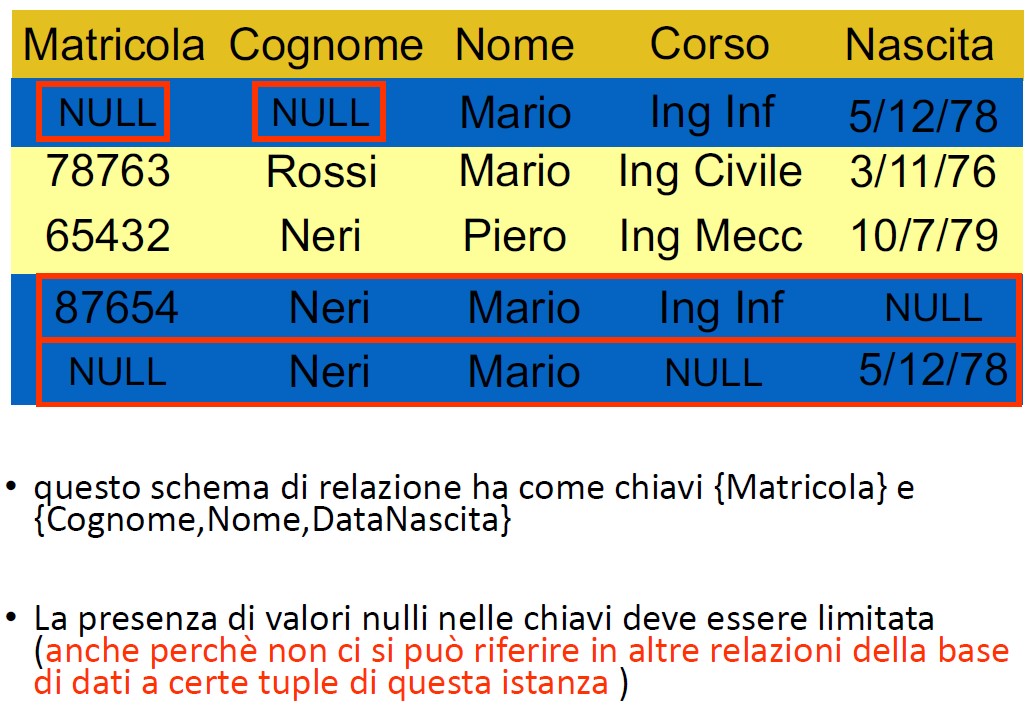 Matricola Cognome Nome Corso Nascita
NULL NULL Mario Ing Inf 5/12/78
78763 Rossi Mario Ing Civile 3/11/76
65432 Neri Piero Ing Mecc 10/7/79
87654 Neri Mario Ing Inf NULL
NULL Neri Mario NULL 5/12/78
• questo schema di relazione ha come chiavi {Matricola} e
{Cognome,Nome,DataNascita}
• La presenza di valori nulli nelle chiavi deve essere limitata
(anche perchè non ci si può riferire in altre relazioni della base
di dati a certe tuple di questa istanza )